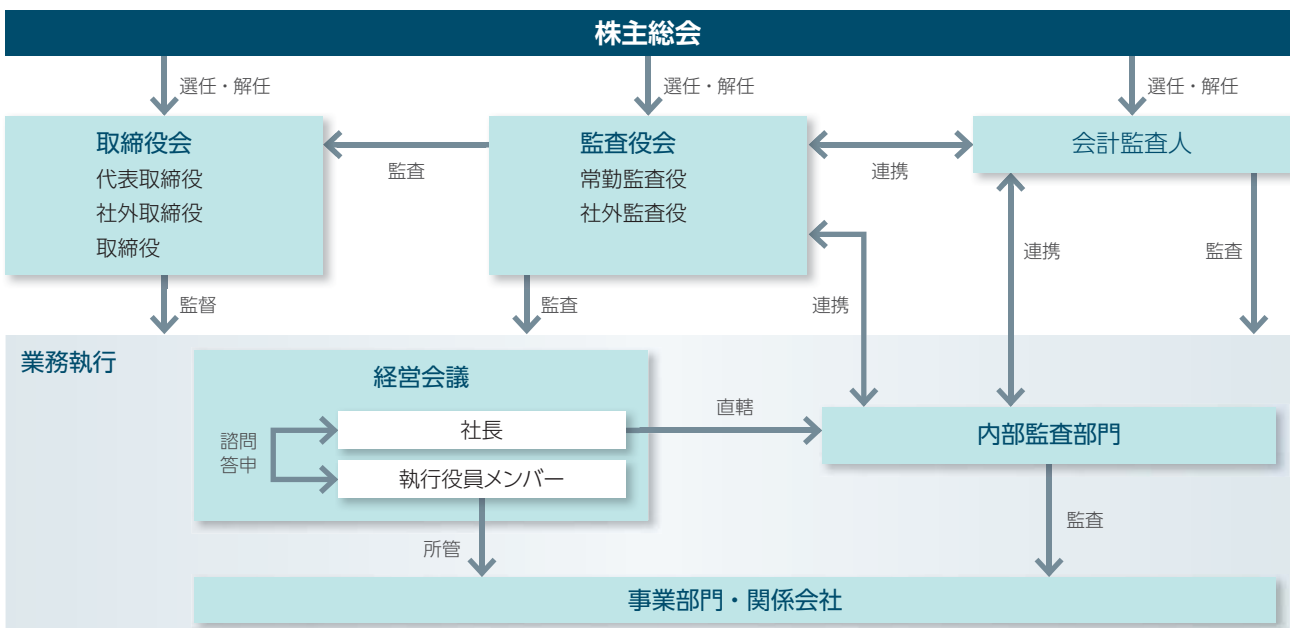 株主総会
選任・解任
選任・解任
選任・解任
取締役会
代表取締役
社外取締役
取締役
監査
監査役会
常勤監査役
社外監査役
連携
会計監査人
監督
監査
連携
連携
監査
業務執行
経営会議
諮問
答申
社長
執行役員メンバー
直轄
内部監査部門
所管
監査
事業部門・関係会社